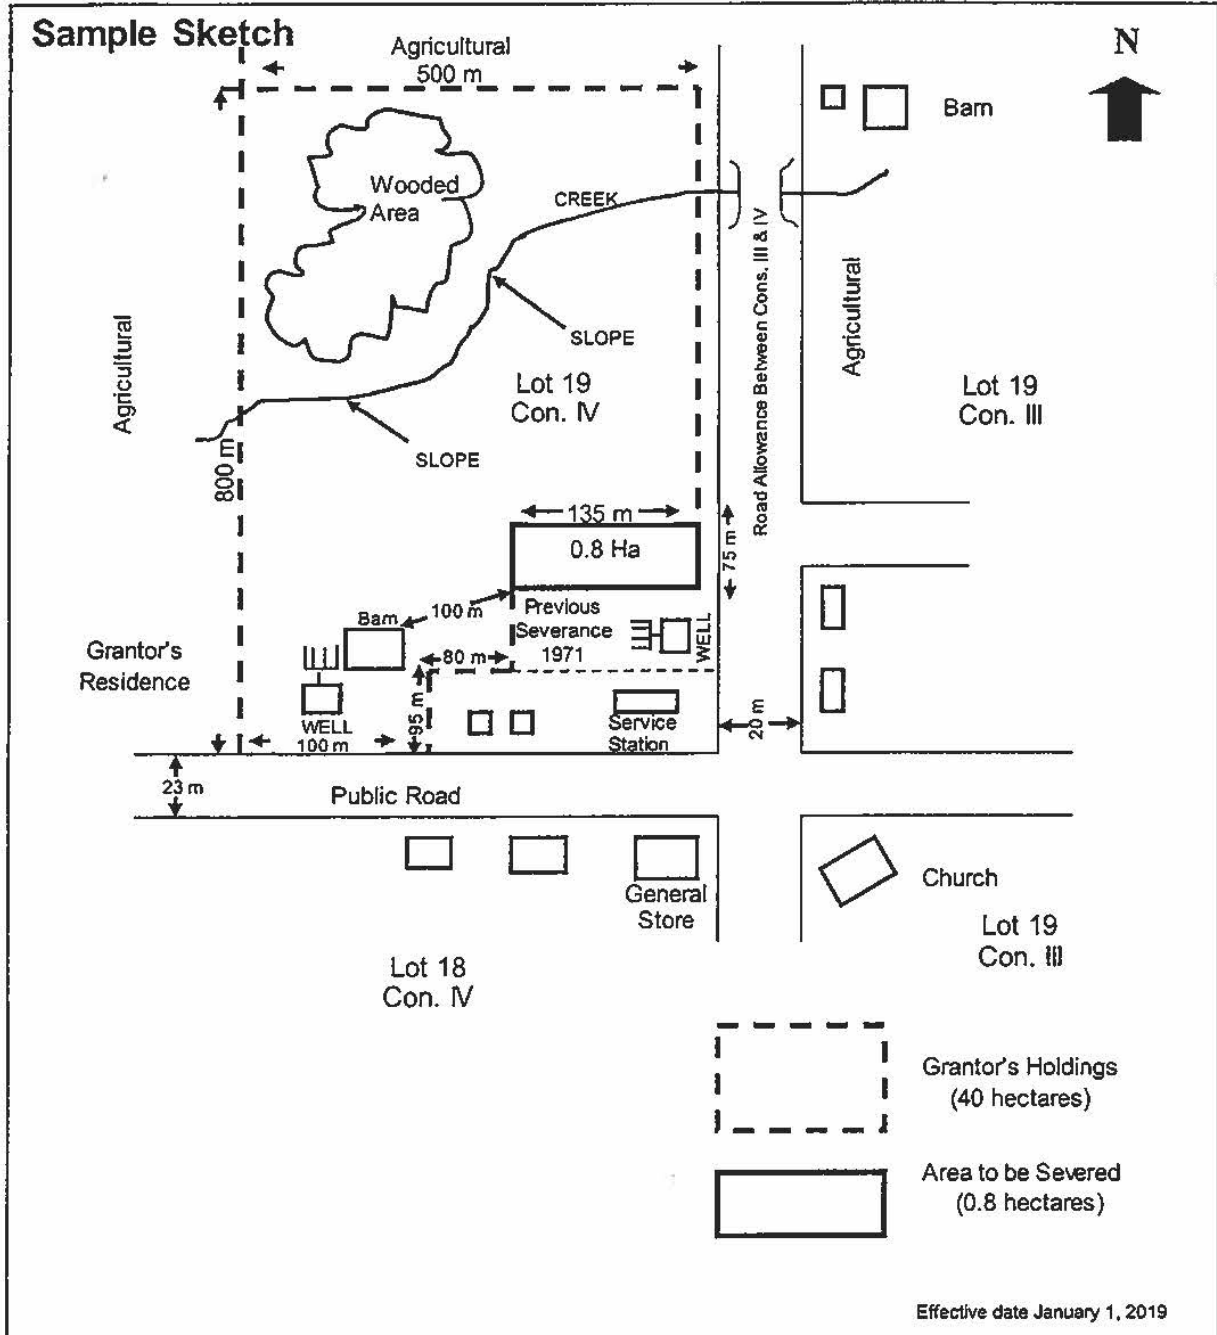 Sample Sketch
Agricultural
500 m
N
Barn
Wooded
Area
CREEK
Road Allowance Between Cons. III & IV
SLOPE
Agricultural
Agricultural
Lot 19
Con. IV
Lot 19
Con. III
SLOPE
800 m
135 m
0.8 Ha
75 m
100 m
Barn
Previous
Severance
1971
WELL
Grantor's
Residence
80 m
95 m
WELL
100 m
Service
Station
20 m
23 m
Public Road
General
Store
Church
Lot 19
Con. III
Lot 18
Con. IV
Grantor's Holdings
(40 hectares)
Area to be Severed
(0.8 hectares)
Effective date January 1, 2019